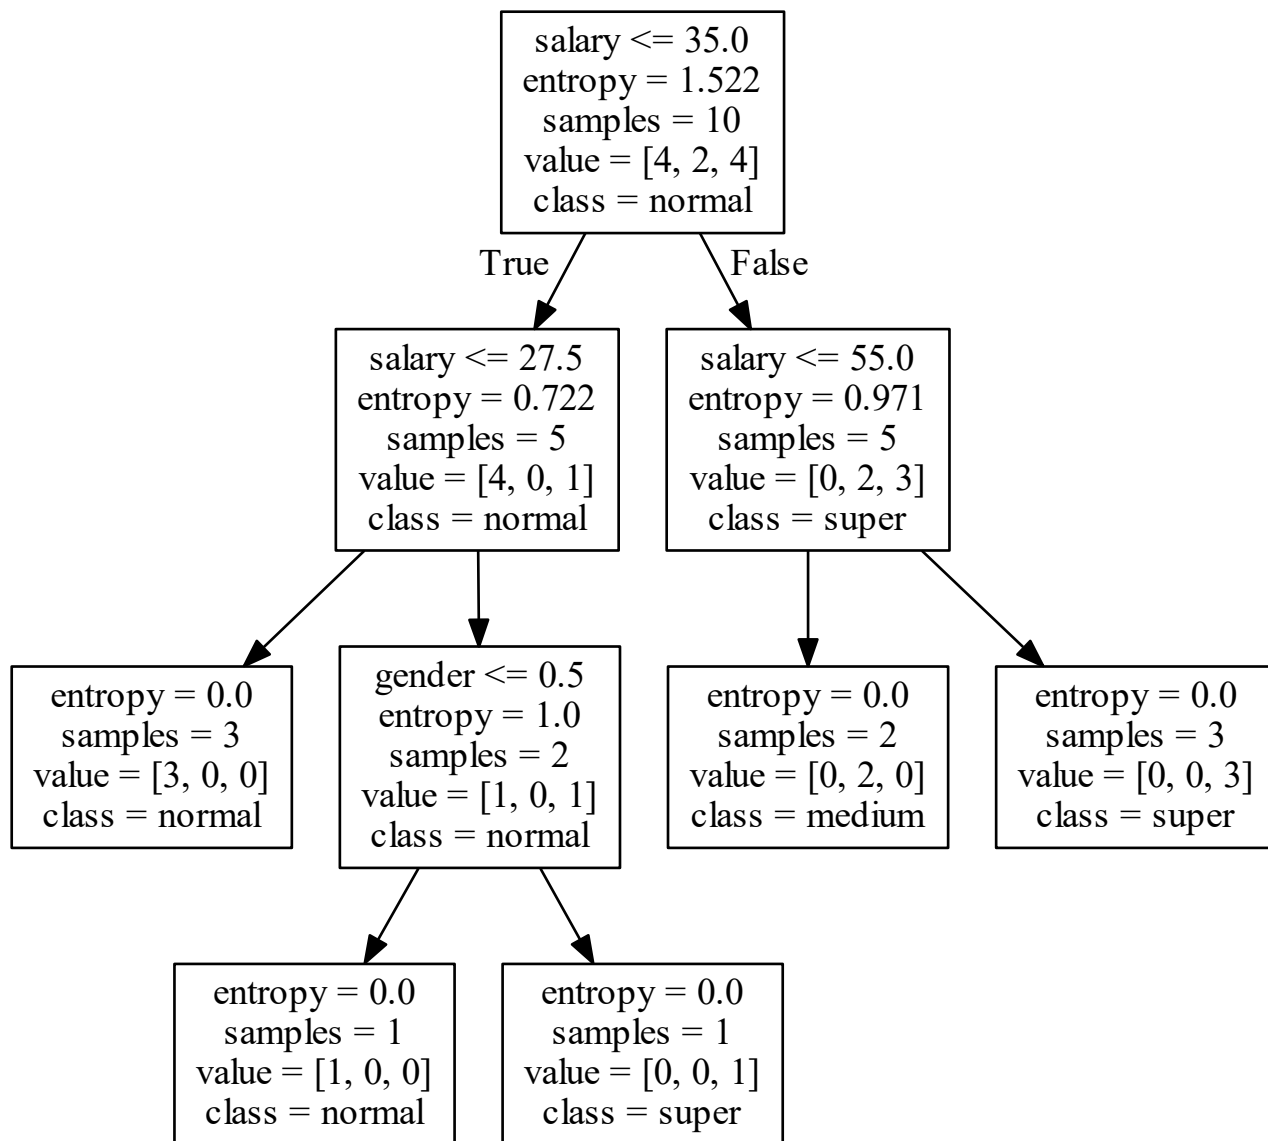 salary <= 35.0
entropy = 1.522
samples = 10
value = [4, 2, 4]
class = normal
True
False
salary <= 27.5
entropy = 0.722
samples = 5
value = [4, 0, 1]
class = normal
salary <= 55.0
entropy = 0.971
samples = 5
value = [0, 2, 3]
class = super
entropy = 0.0
samples = 3
value = [3, 0, 0]
class = normal
gender <= 0.5
entropy = 1.0
samples = 2
value = [1, 0, 1]
class = normal
entropy = 0.0
samples = 2
value = [0, 2, 0]
class = medium
entropy = 0.0
samples = 3
value = [0, 0, 3]
class = super
entropy = 0.0
samples = 1
value = [1, 0, 0]
class = normal
entropy = 0.0
samples = 1
value = [0, 0, 1]
class = super